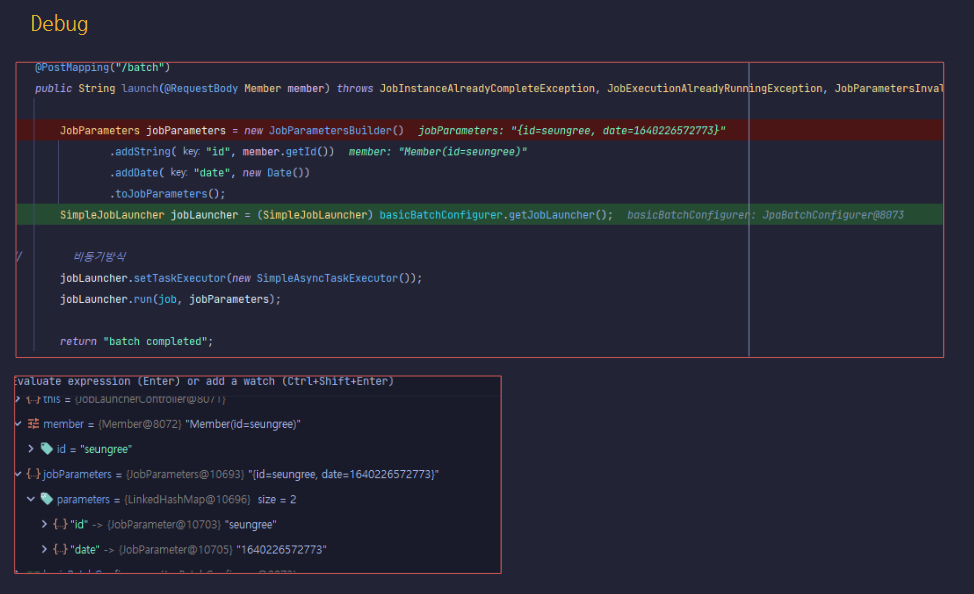 Debug
@PostMapping("/batch")
public String launch(@RequestBody Member member) throws JobInstanceAlreadyCompleteException, JobExecutionAlreadyRunningException, JobParametersInval
JobParameters jobParameters = new JobParametersBuilder() jobParameters: "{id=seungree, date=1640226572773}"
.addString( key: "id", member.getId()) member: "Member(id=seungree)"
.addDate( key: "date", new Date())
.toJobParameters();
SimpleJobLauncher jobLauncher = (SimpleJobLauncher) basicBatchConfigurer.getJobLauncher(); basicBatchConfigurer: JpaBatchConfigurer@8073
/ 비동기방식
jobLauncher.setTaskExecutor(new SimpleAsyncTaskExecutor());
jobLauncher.run(job, jobParameters);
return "batch completed";
Evaluate expression (Enter) or add a watch (Ctrl+Shift+Enter)
this = {JobLauncherController@8071}
member = {Member@8072} "Member(id=seungree)"
id = "seungree"
jobParameters = {JobParameters@10693} "{id=seungree, date=1640226572773}"
parameters = {LinkedHashMap@10696} size = 2
"id" -> {JobParameter@10703} "seungree"
"date" -> {JobParameter@10705} "1640226572773"